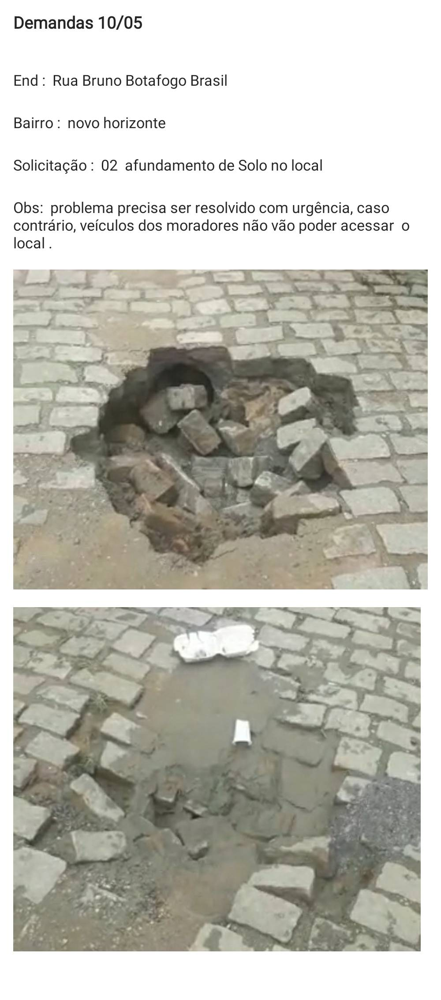 Demandas 10/05
End :  Rua Bruno Botafogo Brasil
Bairro :  novo horizonte
Solicitação :  02  afundamento de Solo no local
Obs:  problema precisa ser resolvido com urgência, caso
contrário, veículos dos moradores não vão poder acessar  o
local .